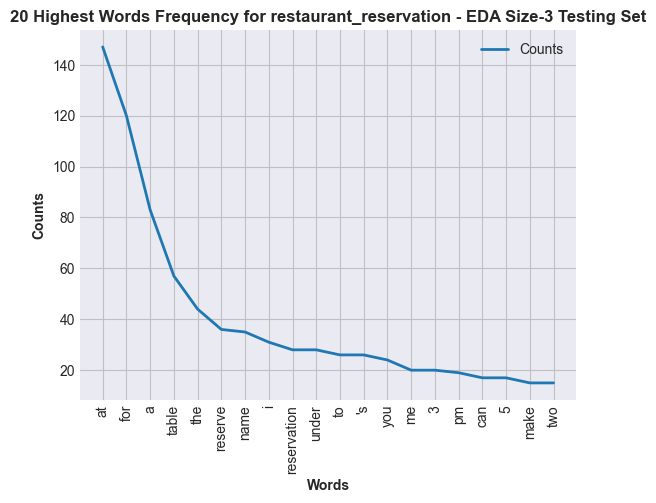 20 Highest Words Frequency for restaurant_reservation - EDA Size-3 Testing Set
Counts
140
120
100
80
60
40
20
Counts
at
for
a
table
the
reserve
name
i
reservation
under
to
's
you
me
3
pm
can
5
make
two
Words